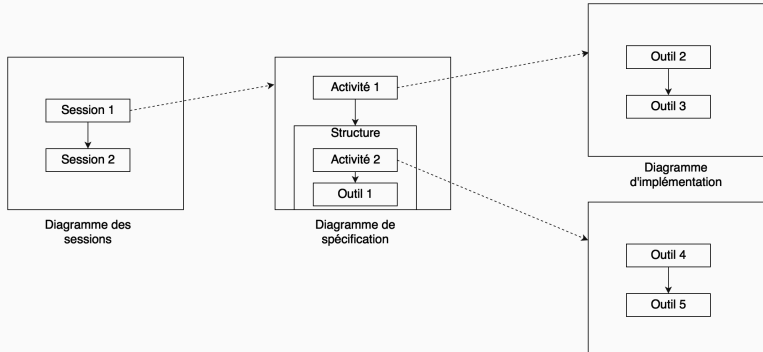 Session 1
Session 2
Diagramme des
sessions
Activité 1
Structure
Activité 2
Outil 1
Diagramme de
spécification
Outil 2
Outil 3
Diagramme
d'implémentation
Outil 4
Outil 5